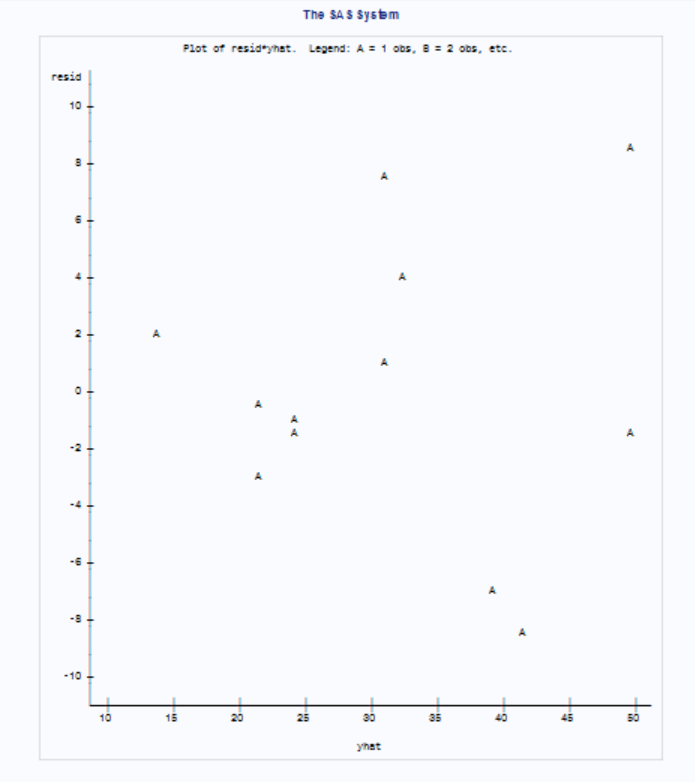 The SAS System
Plot of resid*yhat.  Legend: A = 1 obs, B = 2 obs, etc.
resid
10
A
8
A
6
4
A
2
A
A
0
A
A
-2
A
A
A
-4
-6
A
-8
A
-10
10 15 20 25 30 35 40 45 50
yhat